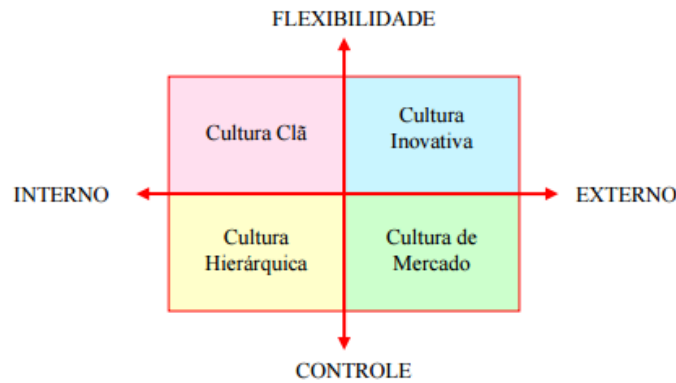 FLEXIBILIDADE
Cultura Clã
Cultura
Inovativa
INTERNO
EXTERNO
Cultura
Hierárquica
Cultura de
Mercado
CONTROLE